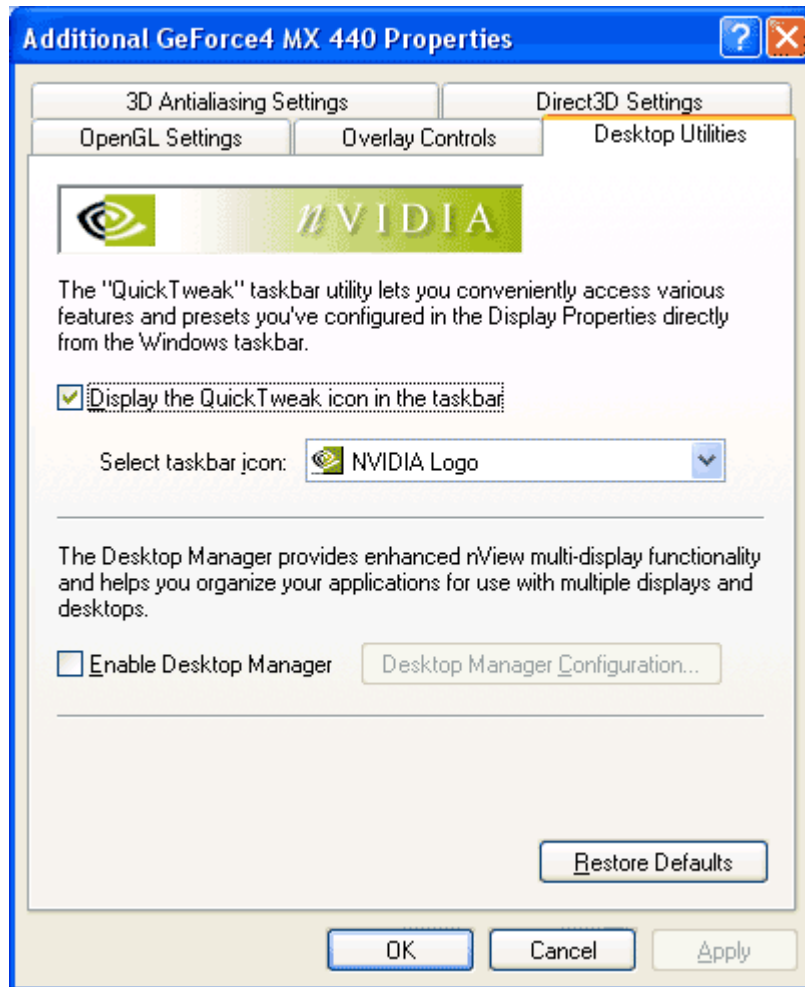 Additional GeForce4 MX 440 Properties
?
3D Antialiasing Settings
Direct3D Settings
OpenGL Settings
Overlay Controls
Desktop Utilities
nVIDIA
The "QuickTweak" taskbar utility lets you conveniently access various
features and presets you've configured in the Display Properties directly
from the Windows taskbar.
Display the QuickTweak icon in the taskbar
Select taskbar icon:
NVIDIA Logo
The Desktop Manager provides enhanced nView multi-display functionality
and helps you organize your applications for use with multiple displays and
desktops.
Enable Desktop Manager
Desktop Manager Configuration...
Restore Defaults
OK
Cancel
Apply